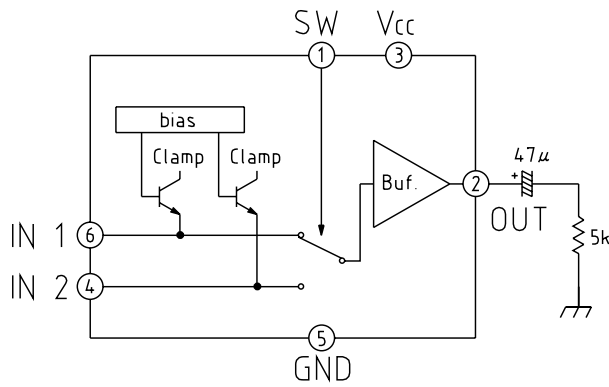 SW
Vcc
1
3
bias
Clamp
Clamp
Buf.
47μ
+
2
OUT
IN 1
6
5k
IN 2
4
5
GND